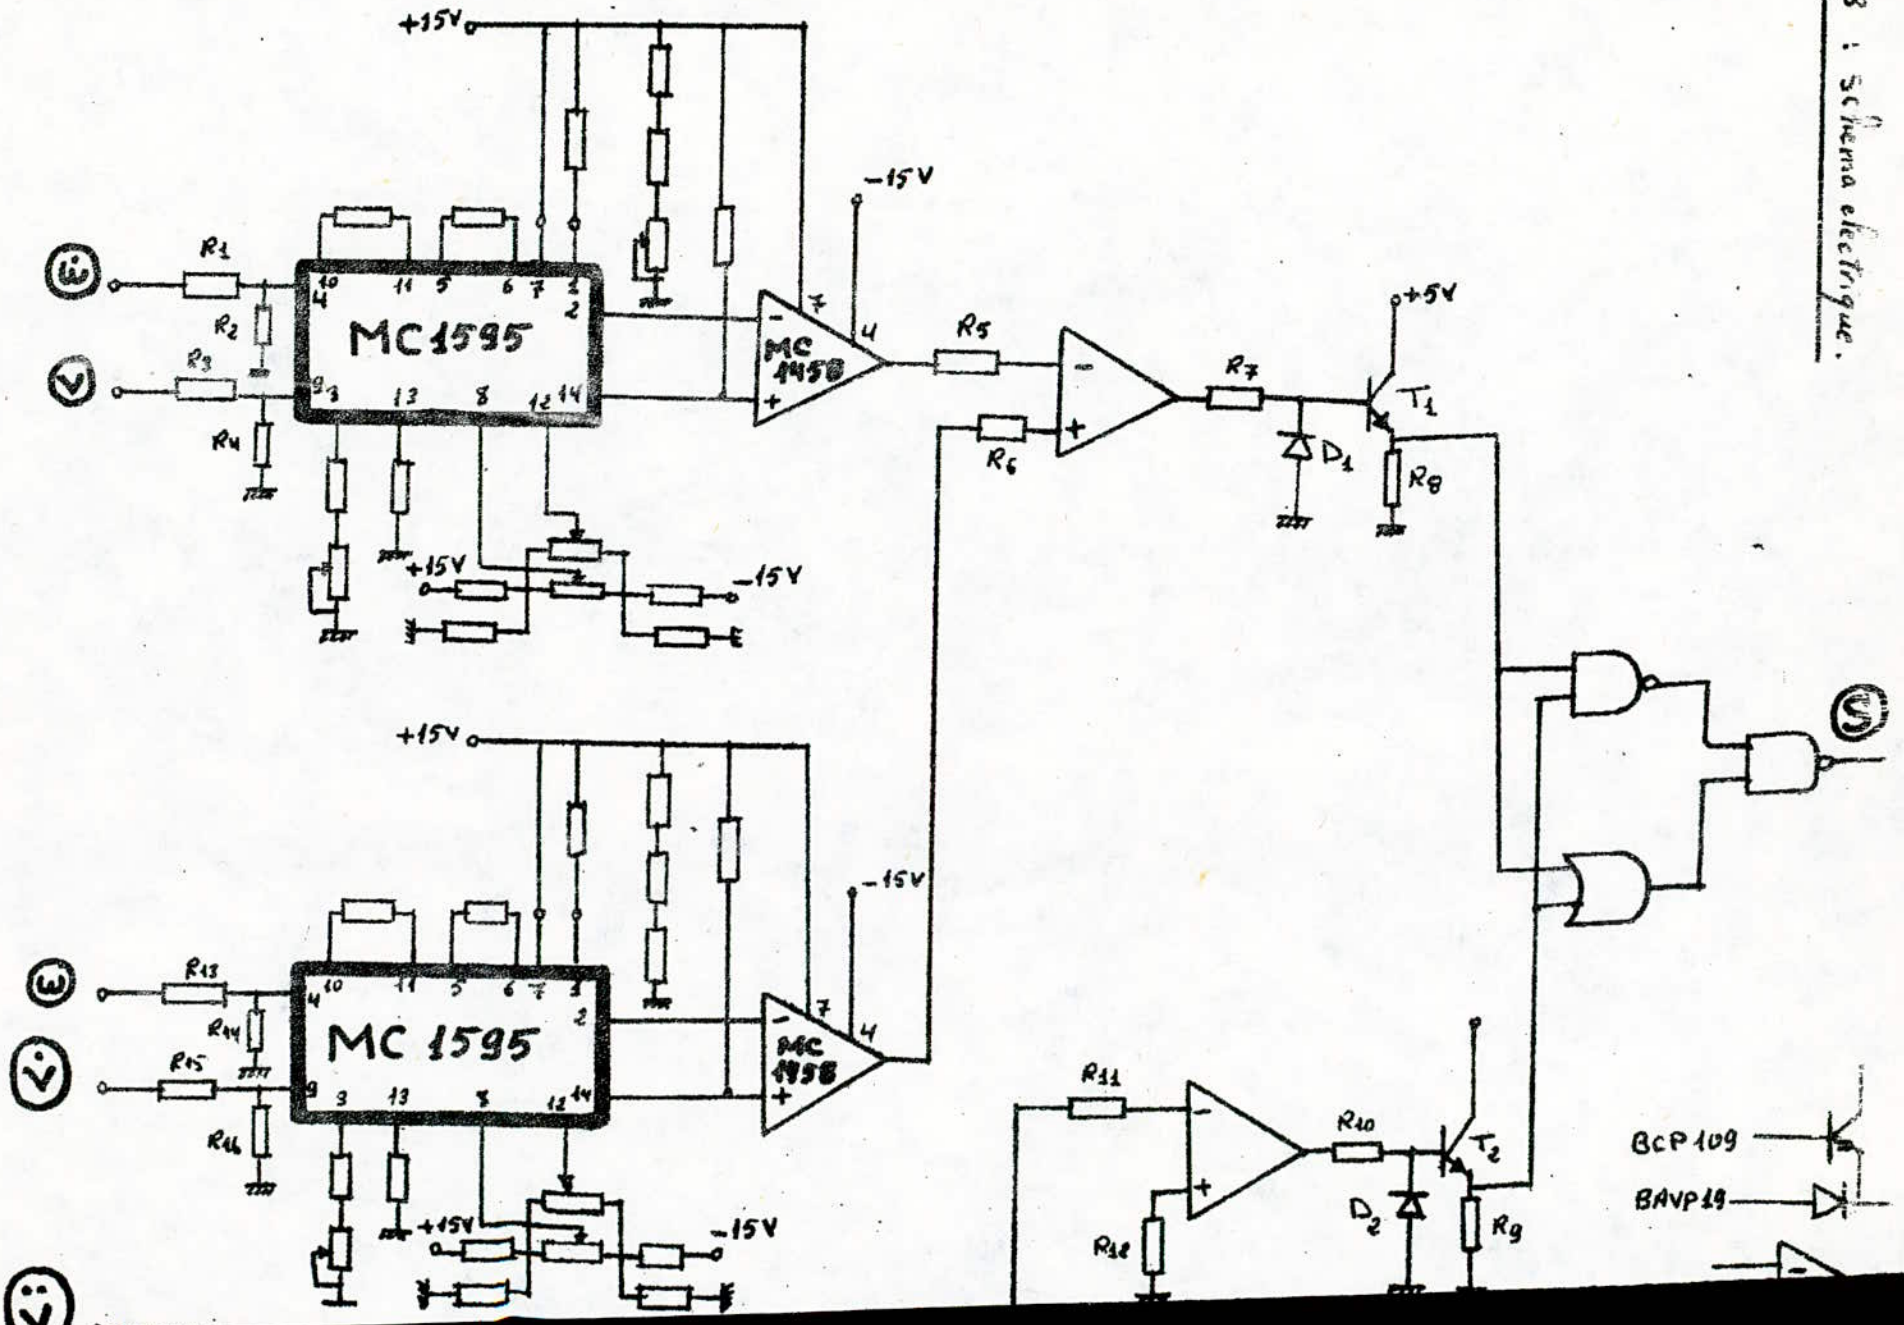 8 : schema electrique.
+15V
-15V
R1
R2
R3
R4
10 11 5 6 7 1
4 2
MC1595
9 3 13 8 12 14
- 7
MC
1458
4
+
+15V -15V
R5
R6
-
+
R7
D1
+5V
T1
R8
S
+15V
-15V
R13
R14
R15
R16
10 11 5 6 7 1
4 2
MC 1595
9 3 13 8 12 14
- 7
MC
1458
4
+
+15V -15V
R11
R12
-
+
R10
D2
T2
R9
BCP 109
BAVP19
-